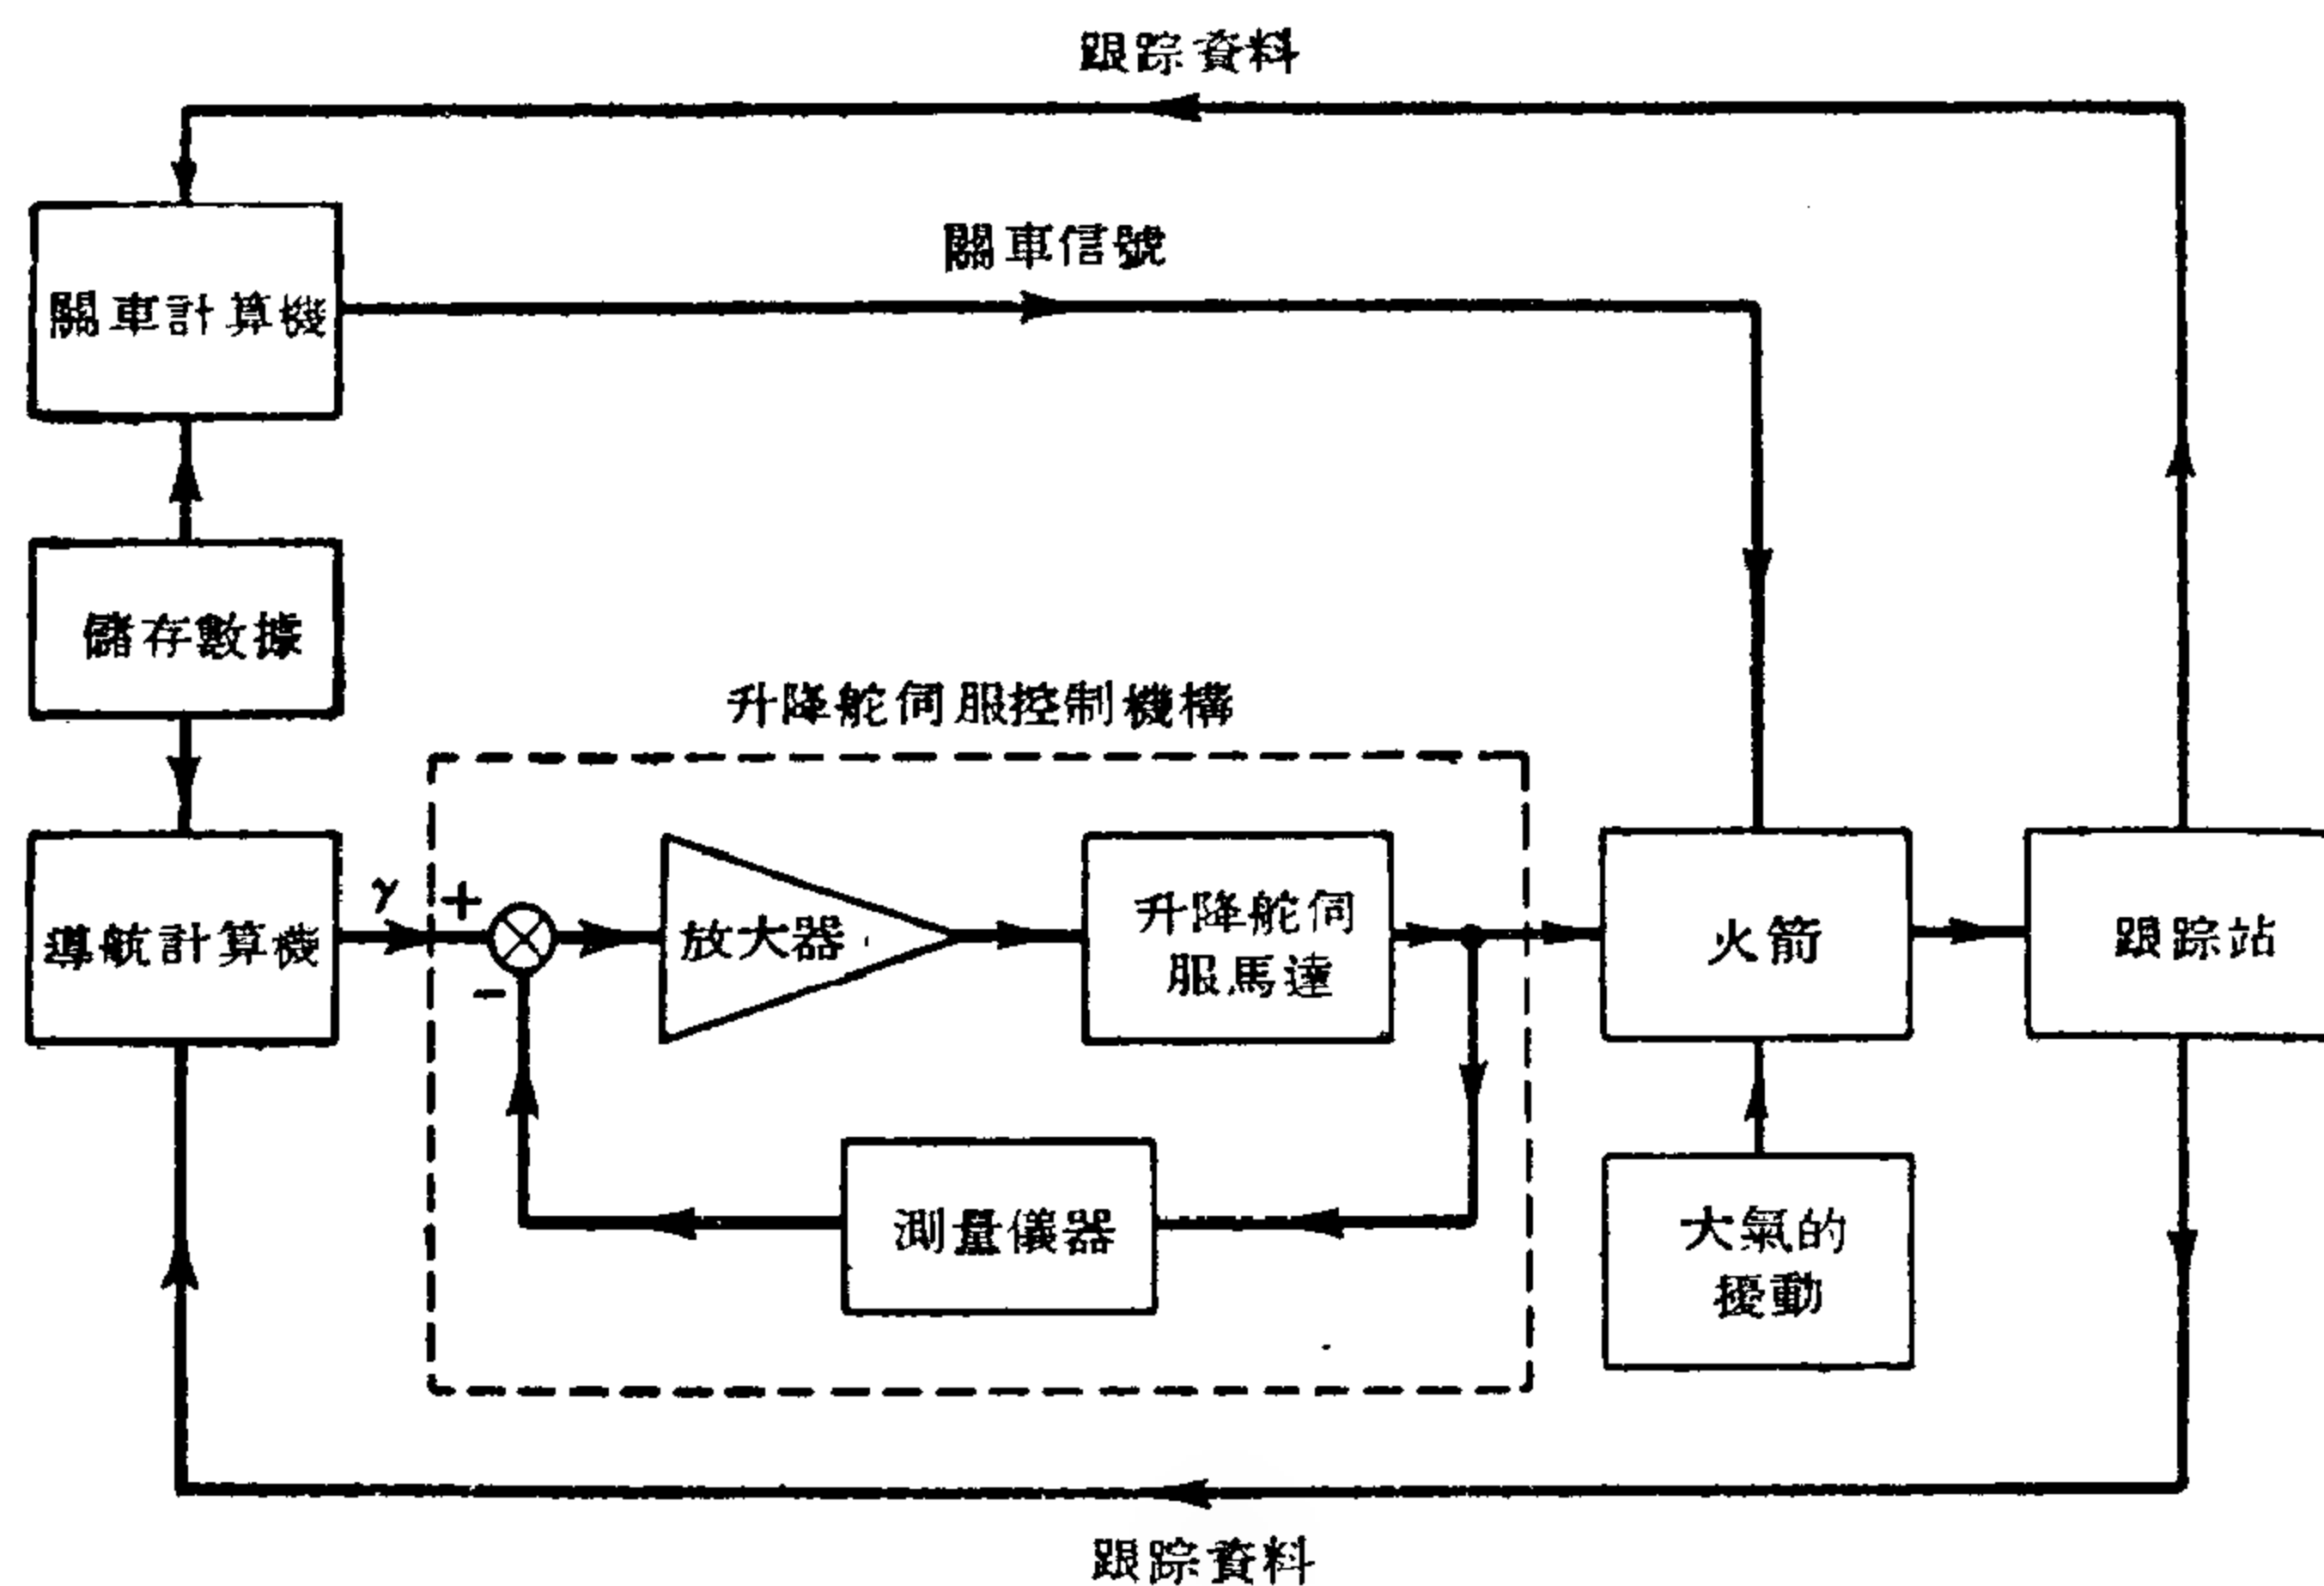 跟踪資料
關車信號
關車計算機
儲存數據
升降舵伺服控制機構
導航計算機
γ
+
−
放大器
升降舵伺
服馬達
火箭
跟踪站
測量儀器
大氣的
擾動
跟踪資料